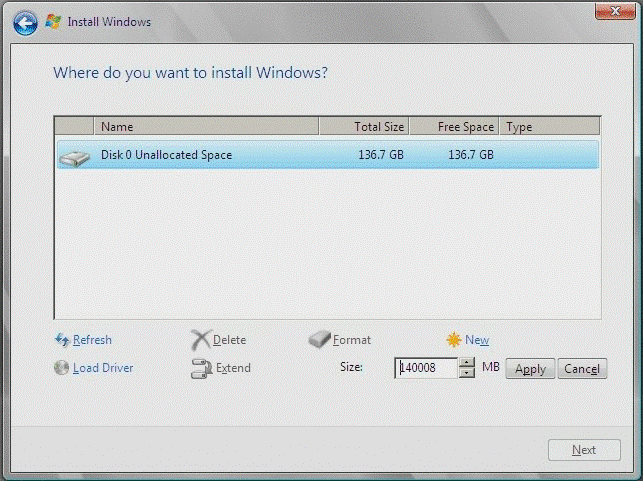 Install Windows
Where do you want to install Windows?
Name Total Size Free Space Type
Disk 0 Unallocated Space 136.7 GB 136.7 GB
Refresh Delete Format New
Load Driver Extend Size: 140008 MB Apply Cancel
Next